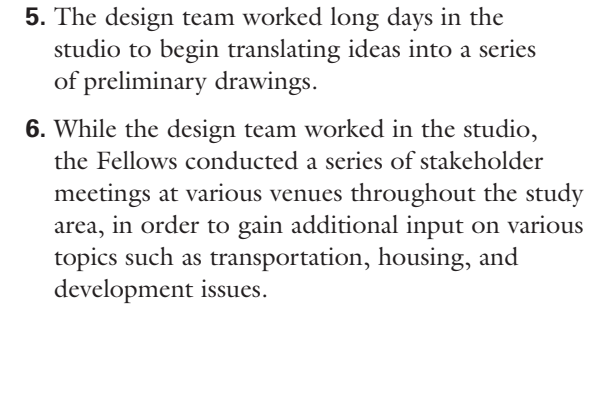 5. The design team worked long days in the
studio to begin translating ideas into a series
of preliminary drawings.
6. While the design team worked in the studio,
the Fellows conducted a series of stakeholder
meetings at various venues throughout the study
area, in order to gain additional input on various
topics such as transportation, housing, and
development issues.